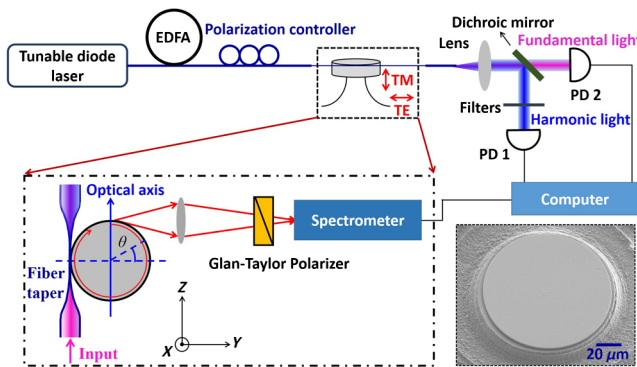 EDFA
Polarization controller
Tunable diode
laser
TM
TE
Lens
Dichroic mirror
Fundamental light
PD 2
Filters
Harmonic light
PD 1
Computer
Optical axis
θ
Fiber
taper
Input
Glan-Taylor Polarizer
Spectrometer
Z
X
Y
20 μm